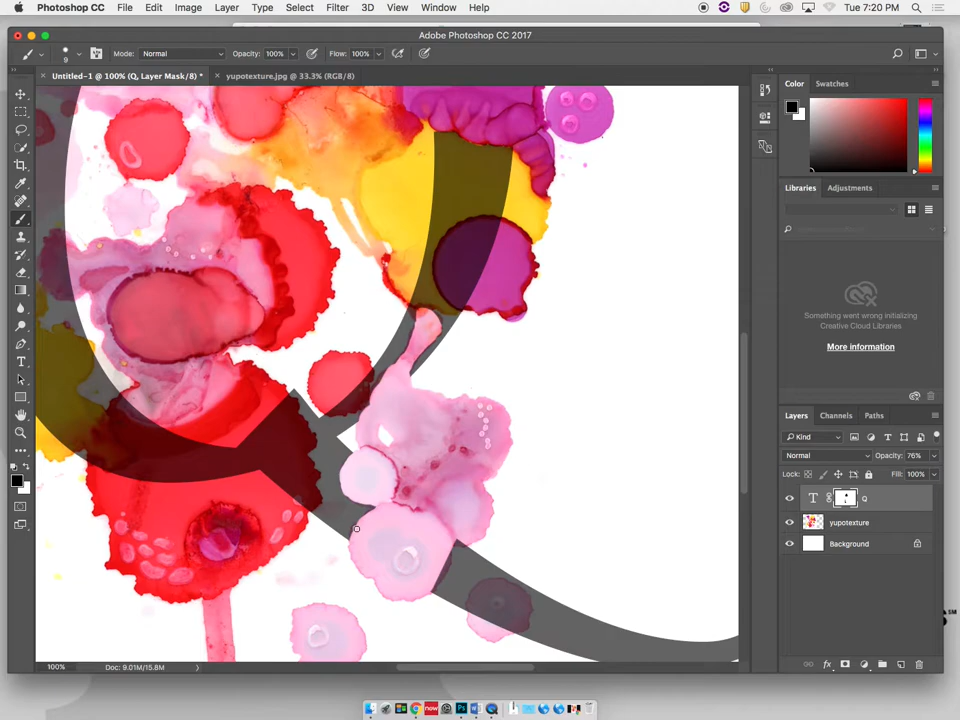 Photoshop CC File Edit Image Layer Type Select Filter 3D View Window Help Tue 7:20 PM
Adobe Photoshop CC 2017
9 Mode: Normal Opacity: 100% Flow: 100%
Untitled-1 @ 100% (Q, Layer Mask/8) * yupotexture.jpg @ 33.3% (RGB/8)
Color Swatches
Libraries Adjustments
Something went wrong initializing
Creative Cloud Libraries
More information
Layers Channels Paths
Kind
Normal Opacity: 76%
Lock: Fill: 100%
T Q
yupotexture
Background
100% Doc: 9.01M/15.8M
now Ps W